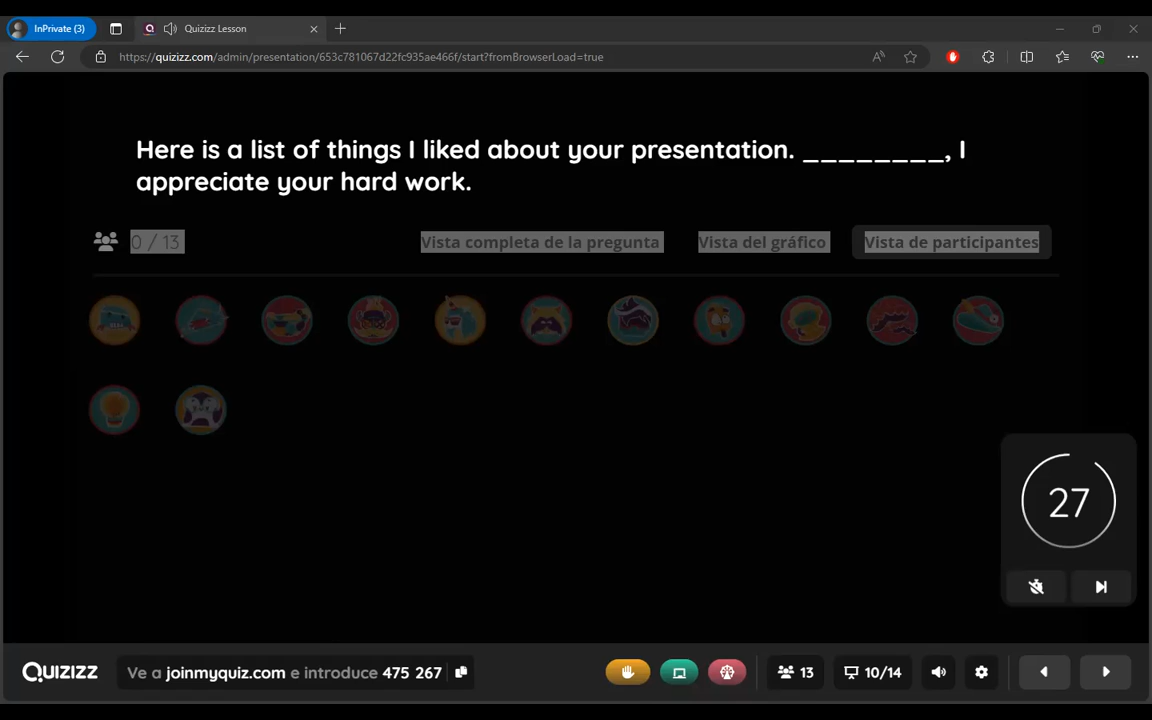 InPrivate (3)
Quizizz Lesson
https://quizizz.com/admin/presentation/653c781067d22fc935ae466f/start?fromBrowserLoad=true
Here is a list of things I liked about your presentation. ________, I
appreciate your hard work.
0 / 13
Vista completa de la pregunta
Vista del gráfico
Vista de participantes
27
QUIZIZZ
Ve a joinmyquiz.com e introduce 475 267
13
10/14